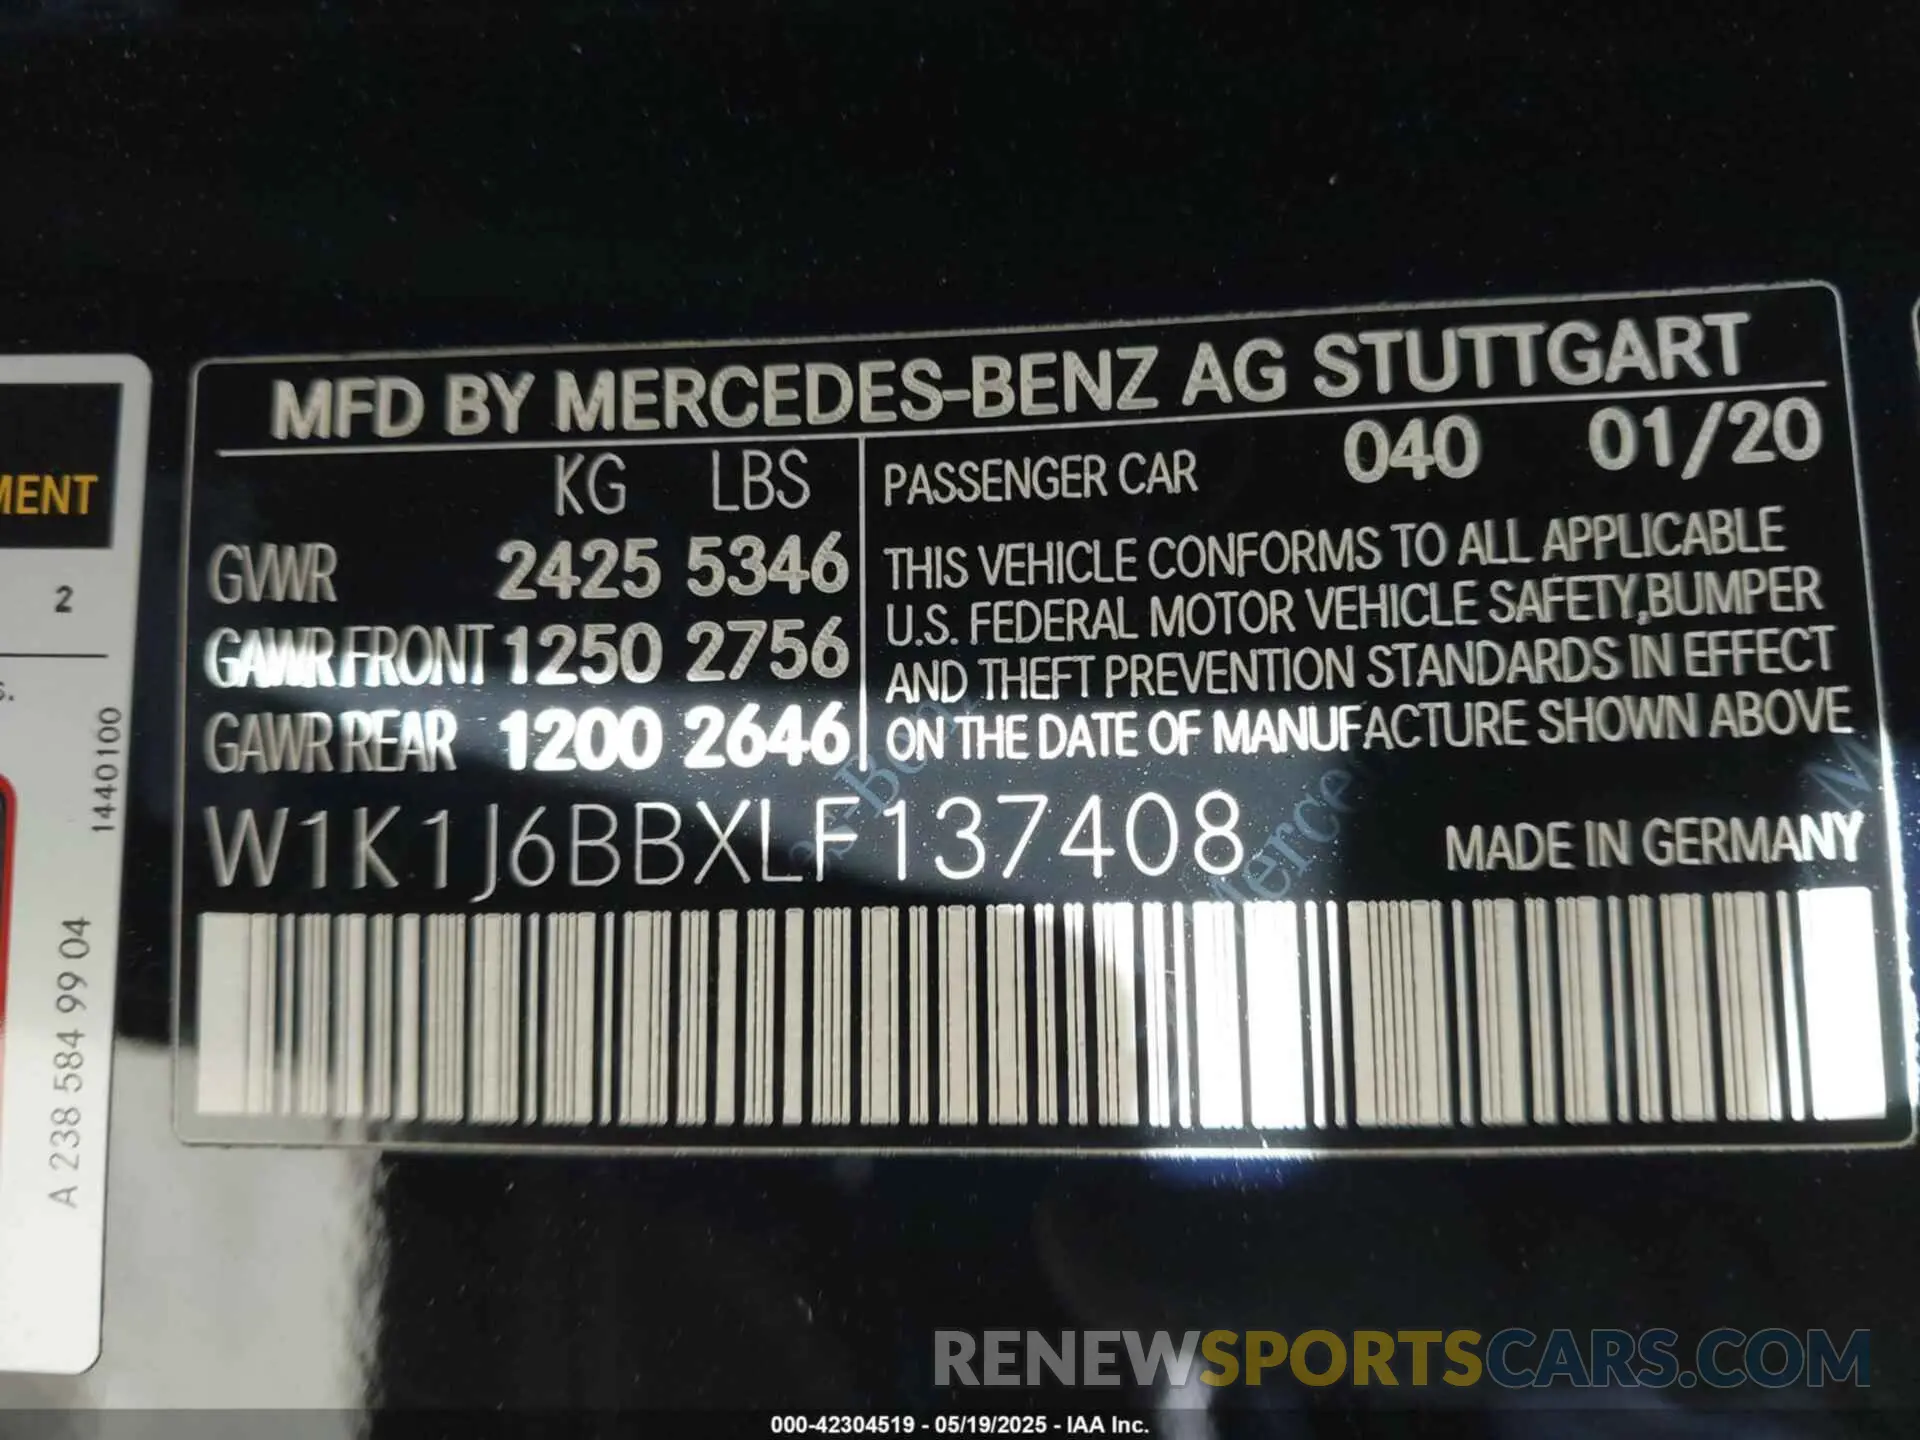 MFD BY MERCEDES-BENZ AG STUTTGART
KG LBS
GVWR 2425 5346
GAWR FRONT 1250 2756
GAWR REAR 1200 2646
PASSENGER CAR 040 01/20
THIS VEHICLE CONFORMS TO ALL APPLICABLE
U.S. FEDERAL MOTOR VEHICLE SAFETY,BUMPER
AND THEFT PREVENTION STANDARDS IN EFFECT
ON THE DATE OF MANUFACTURE SHOWN ABOVE
W1K1J6BBXLF137408
MADE IN GERMANY
2
1440100
A 238 584 99 04
RENEWSPORTSCARS.COM
000-42304519 - 05/19/2025 - IAA Inc.